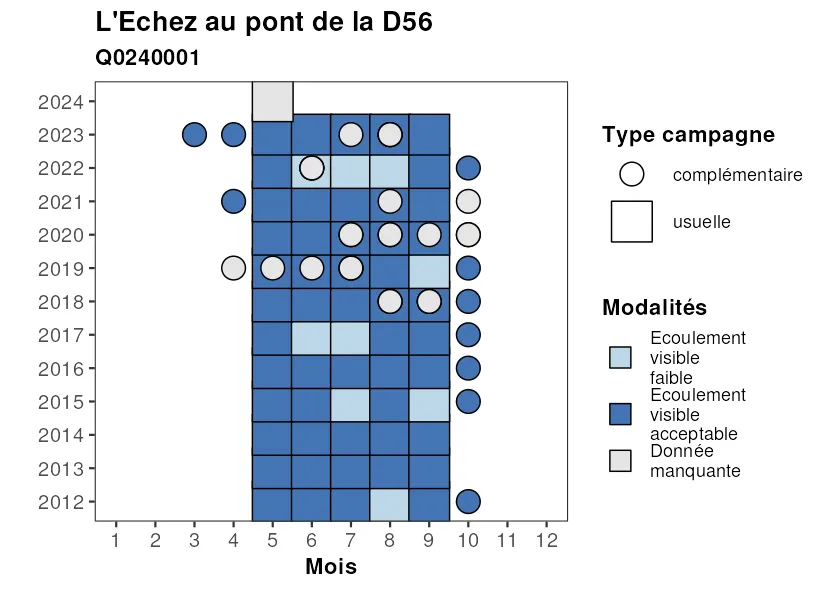 L'Echez au pont de la D56
Q0240001
2024
2023
2022
2021
2020
2019
2018
2017
2016
2015
2014
2013
2012
1 2 3 4 5 6 7 8 9 10 11 12
Mois
Type campagne
complémentaire
usuelle
Modalités
Ecoulement
visible
faible
Ecoulement
visible
acceptable
Donnée
manquante